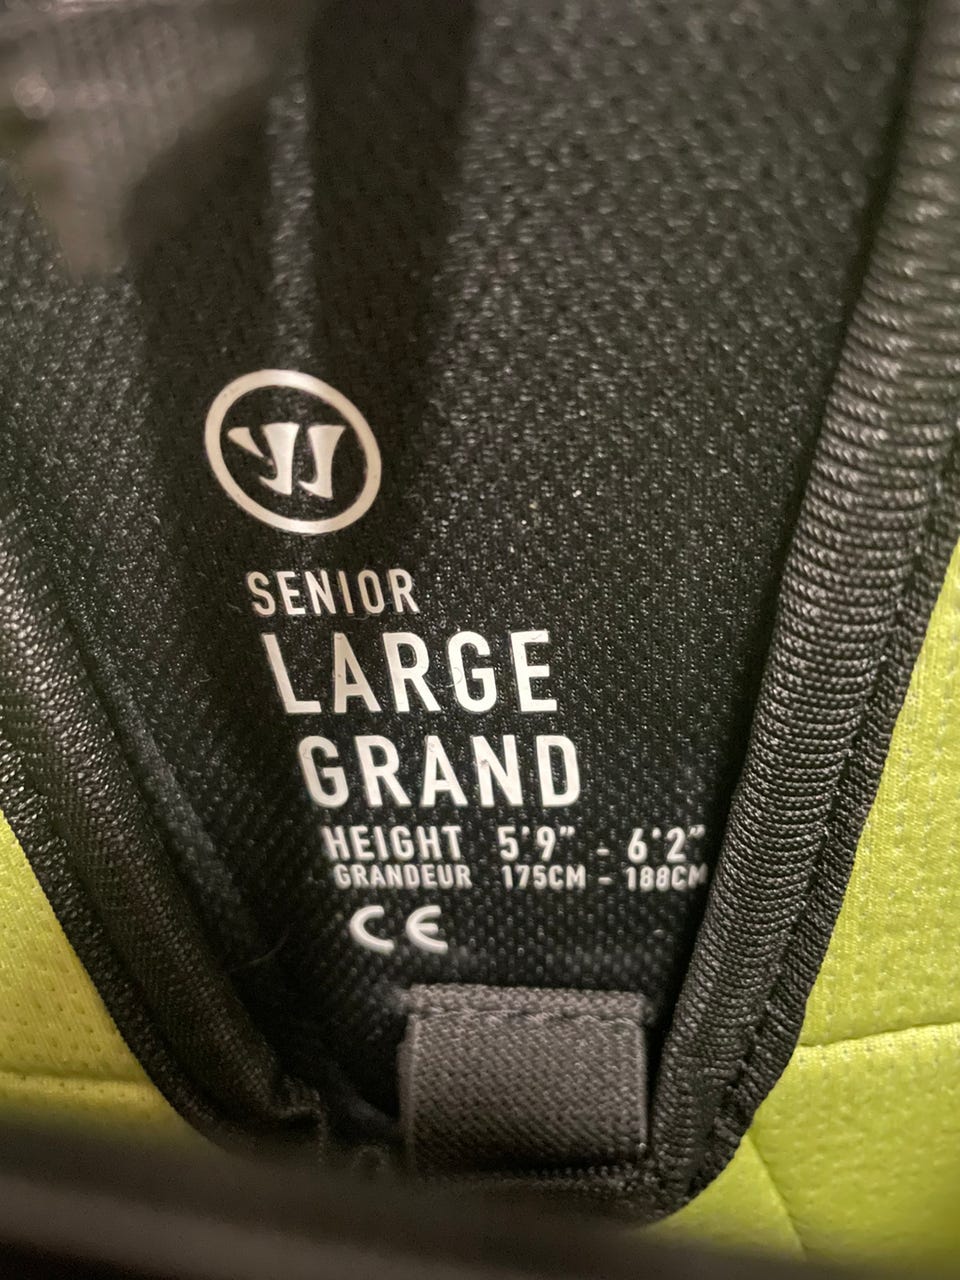 SENIOR
LARGE
GRAND
HEIGHT 5'9" - 6'2"
GRANDEUR 175CM - 188CM
CE